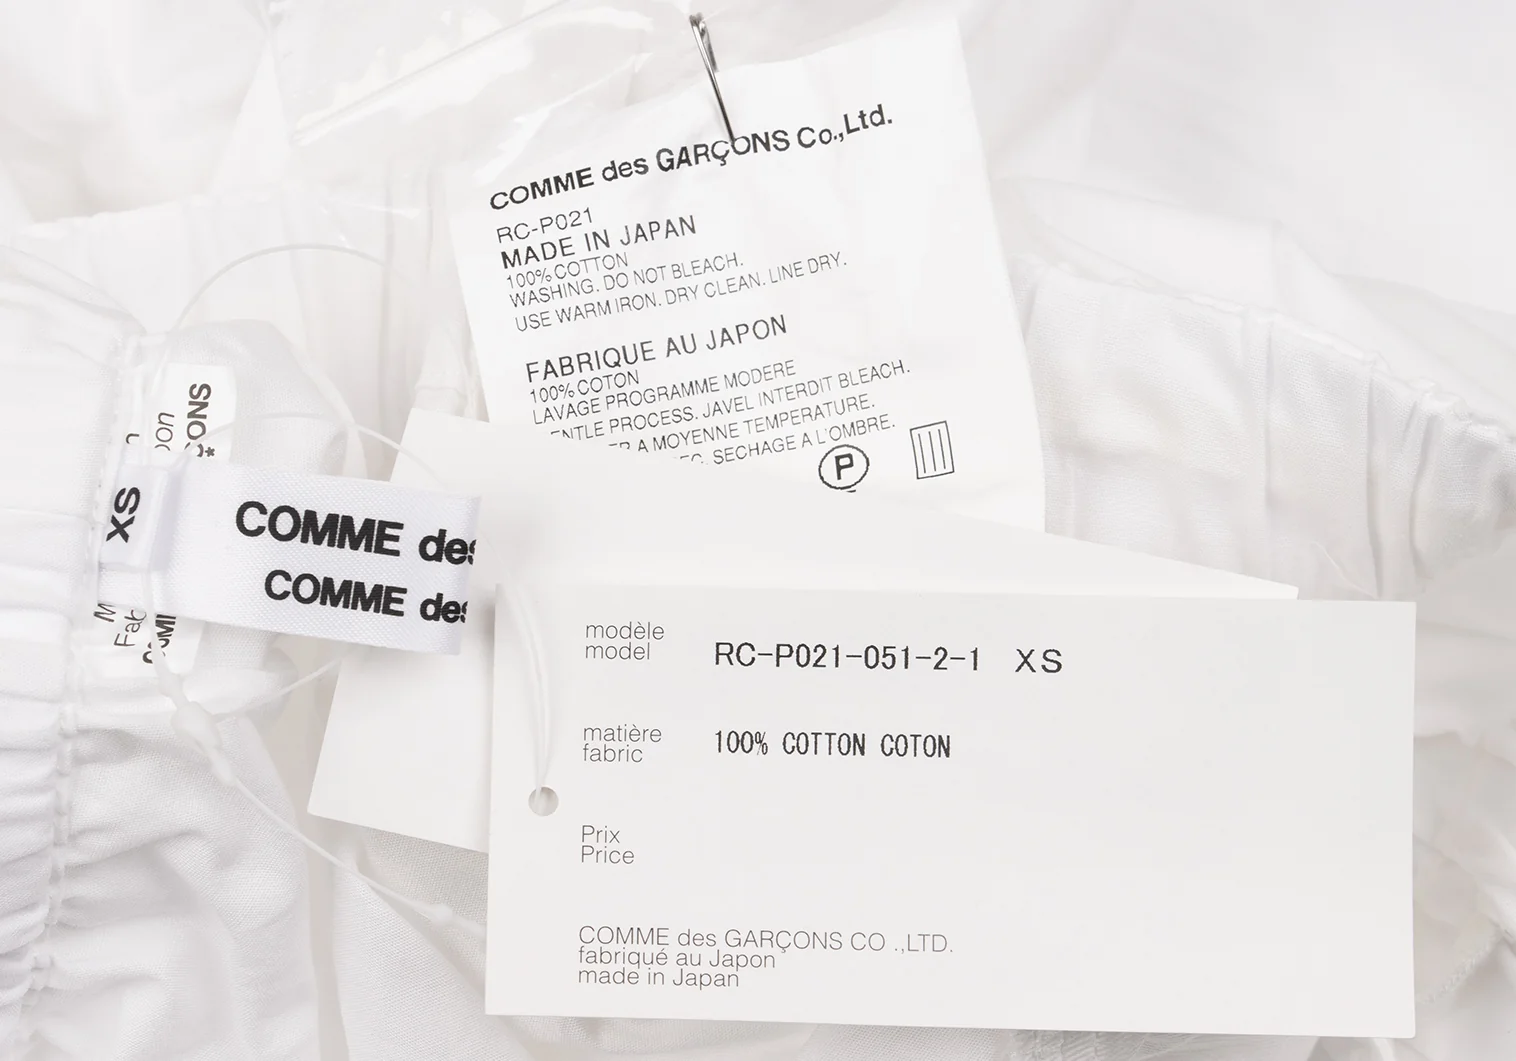 COMME des GARÇONS Co.,Ltd.
RC-P021
MADE IN JAPAN
100% COTTON
WASHING. DO NOT BLEACH.
USE WARM IRON. DRY CLEAN. LINE DRY.
FABRIQUE AU JAPON
100% COTON
LAVAGE PROGRAMME MODERE
PROCESS. JAVEL INTERDIT BLEACH.
A MOYENNE TEMPERATURE.
SECHAGE A L'OMBRE.
P
XS
COMME des
COMME des
modèle
model
RC-P021-051-2-1 XS
matière
fabric
100% COTTON COTON
Prix
Price
COMME des GARÇONS CO .,LTD.
fabriqué au Japon
made in Japan